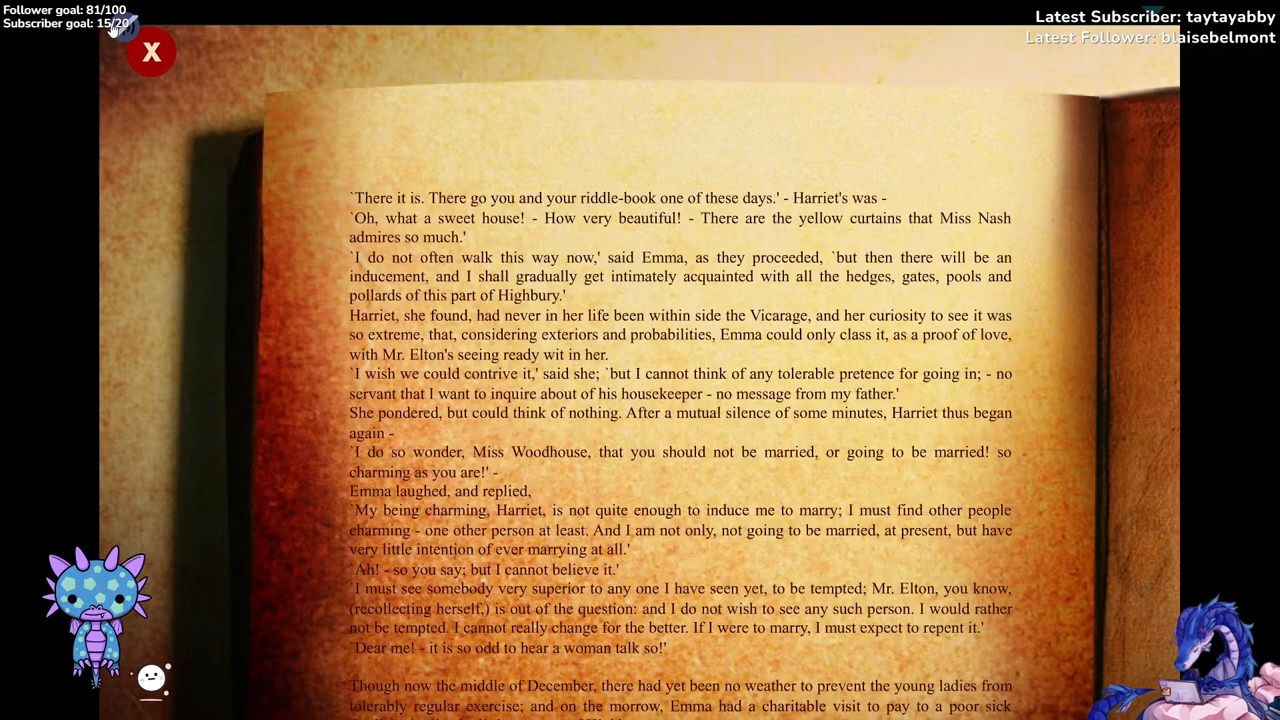 Follower goal: 81/100
Subscriber goal: 15/20
Latest Subscriber: taytayabby
Latest Follower: blaisebelmont
X
`There it is. There go you and your riddle-book one of these days.' - Harriet's was -
`Oh, what a sweet house! - How very beautiful! - There are the yellow curtains that Miss Nash
admires so much.'
`I do not often walk this way now,' said Emma, as they proceeded, `but then there will be an
inducement, and I shall gradually get intimately acquainted with all the hedges, gates, pools and
pollards of this part of Highbury.'
Harriet, she found, had never in her life been within side the Vicarage, and her curiosity to see it was
so extreme, that, considering exteriors and probabilities, Emma could only class it, as a proof of love,
with Mr. Elton's seeing ready wit in her.
`I wish we could contrive it,' said she; `but I cannot think of any tolerable pretence for going in; - no
servant that I want to inquire about of his housekeeper - no message from my father.'
She pondered, but could think of nothing. After a mutual silence of some minutes, Harriet thus began
again -
`I do so wonder, Miss Woodhouse, that you should not be married, or going to be married! so
charming as you are!' -
Emma laughed, and replied,
`My being charming, Harriet, is not quite enough to induce me to marry; I must find other people
charming - one other person at least. And I am not only, not going to be married, at present, but have
very little intention of ever marrying at all.'
`Ah! - so you say; but I cannot believe it.'
`I must see somebody very superior to any one I have seen yet, to be tempted; Mr. Elton, you know,
(recollecting herself,) is out of the question: and I do not wish to see any such person. I would rather
not be tempted. I cannot really change for the better. If I were to marry, I must expect to repent it.'
`Dear me! - it is so odd to hear a woman talk so!'
Though now the middle of December, there had yet been no weather to prevent the young ladies from
tolerably regular exercise; and on the morrow, Emma had a charitable visit to pay to a poor sick